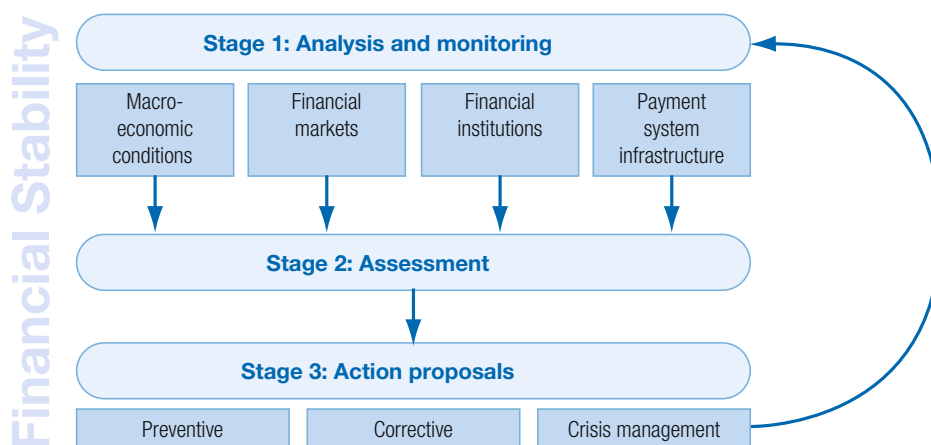 Financial Stability
Stage 1: Analysis and monitoring
Macro-
economic
conditions
Financial
markets
Financial
institutions
Payment
system
infrastructure
Stage 2: Assessment
Stage 3: Action proposals
Preventive
Corrective
Crisis management